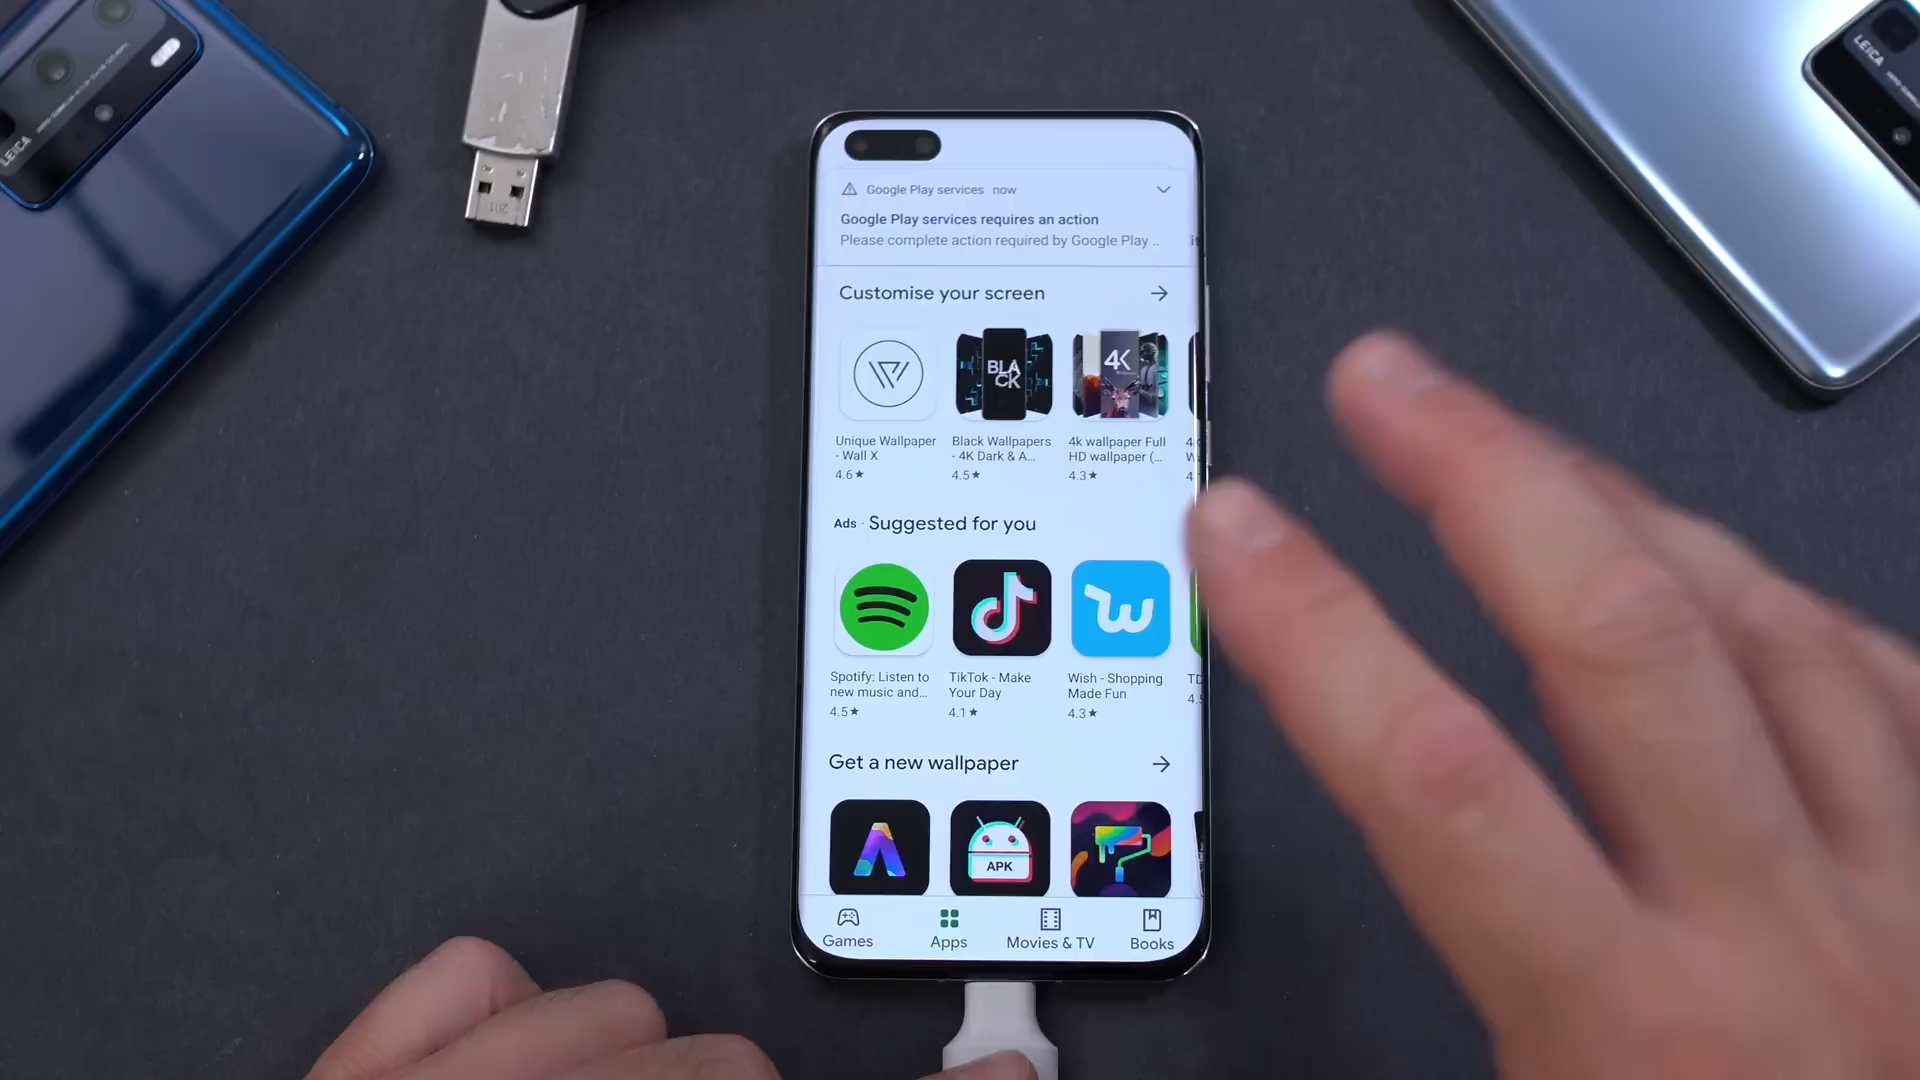 LEICA
LEICA
Google Play services now
Google Play services requires an action
Please complete action required by Google Play ..
Customise your screen
BLA
CK
4K
Unique Wallpaper
- Wall X
4.6★
Black Wallpapers
- 4K Dark & A...
4.5★
4k wallpaper Full
HD wallpaper (...
4.3★
Ads · Suggested for you
Spotify: Listen to
new music and...
4.5★
TikTok - Make
Your Day
4.1★
Wish - Shopping
Made Fun
4.3★
Get a new wallpaper
APK
Games
Apps
Movies & TV
Books